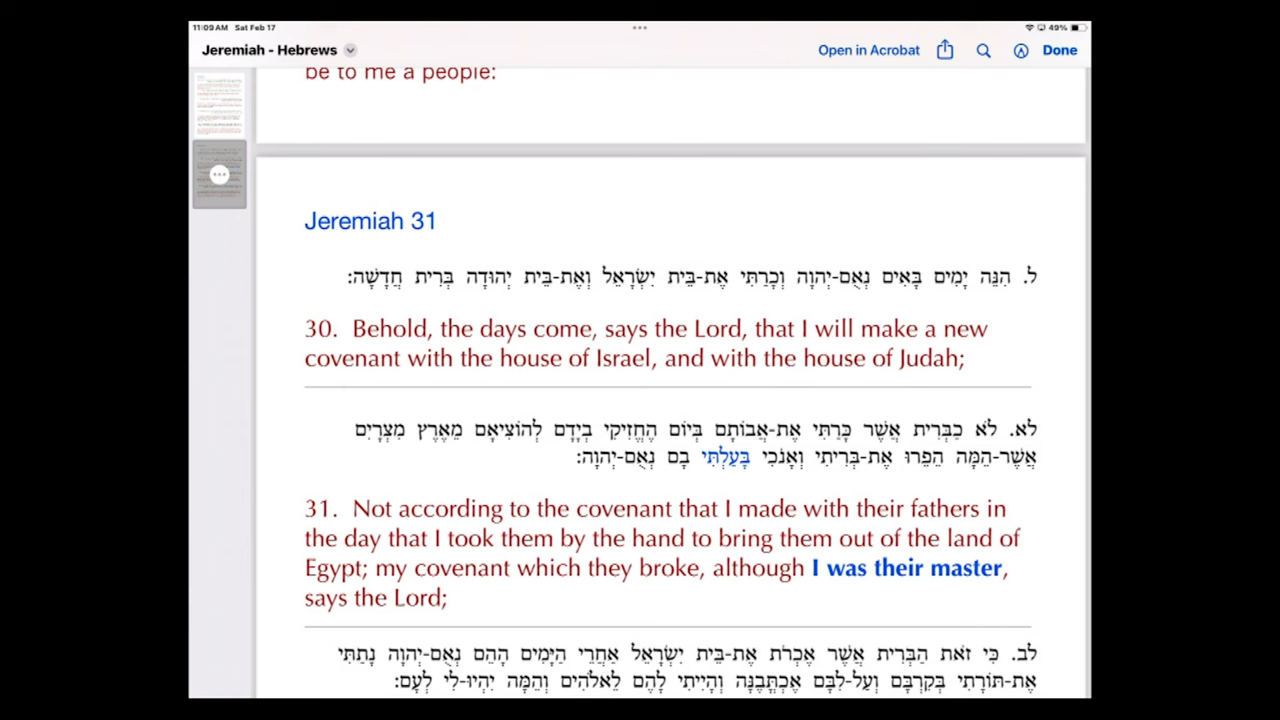 11:09 AM Sat Feb 17
49%
Jeremiah - Hebrews
Open in Acrobat
Done
be to me a people:
Jeremiah 31
ל. הִנֵּה יָמִים בָּאִים נְאֻם-יְהוָה וְכָרַתִּי אֶת-בֵּית יִשְׂרָאֵל וְאֶת-בֵּית יְהוּדָה בְּרִית חֲדָשָׁה:
30. Behold, the days come, says the Lord, that I will make a new
covenant with the house of Israel, and with the house of Judah;
לא. לֹא כַבְּרִית אֲשֶׁר כָּרַתִּי אֶת-אֲבוֹתָם בְּיוֹם הֶחֱזִיקִי בְיָדָם לְהוֹצִיאָם מֵאֶרֶץ מִצְרָיִם
אֲשֶׁר-הֵמָּה הֵפֵרוּ אֶת-בְּרִיתִי וְאָנֹכִי בָּעַלְתִּי בָם נְאֻם-יְהוָה:
31. Not according to the covenant that I made with their fathers in
the day that I took them by the hand to bring them out of the land of
Egypt; my covenant which they broke, although I was their master,
says the Lord;
לב. כִּי זֹאת הַבְּרִית אֲשֶׁר אֶכְרֹת אֶת-בֵּית יִשְׂרָאֵל אַחֲרֵי הַיָּמִים הָהֵם נְאֻם-יְהוָה נָתַתִּי
אֶת-תּוֹרָתִי בְּקִרְבָּם וְעַל-לִבָּם אֶכְתֲּבֶנָּה וְהָיִיתִי לָהֶם לֵאלֹהִים וְהֵמָּה יִהְיוּ-לִי לְעָם: